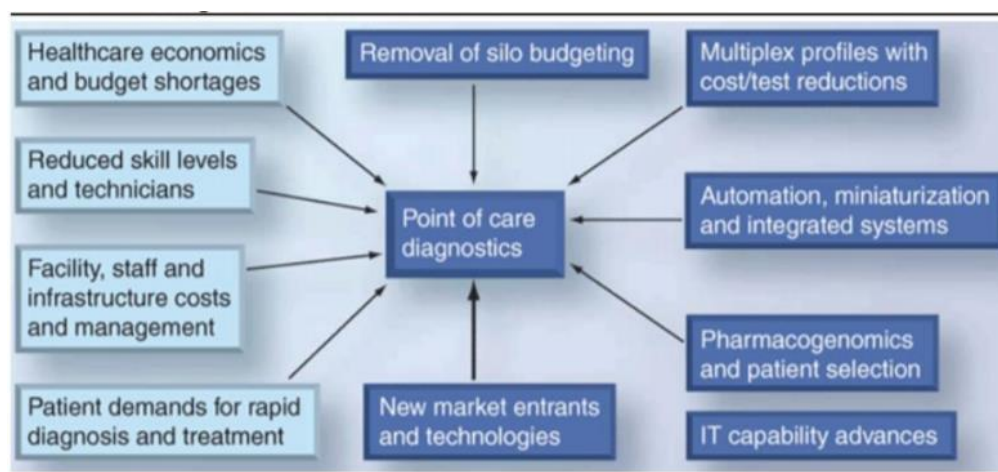 Healthcare economics
and budget shortages
Removal of silo budgeting
Multiplex profiles with
cost/test reductions
Reduced skill levels
and technicians
Point of care
diagnostics
Automation, miniaturization
and integrated systems
Facility, staff and
infrastructure costs
and management
Pharmacogenomics
and patient selection
Patient demands for rapid
diagnosis and treatment
New market entrants
and technologies
IT capability advances